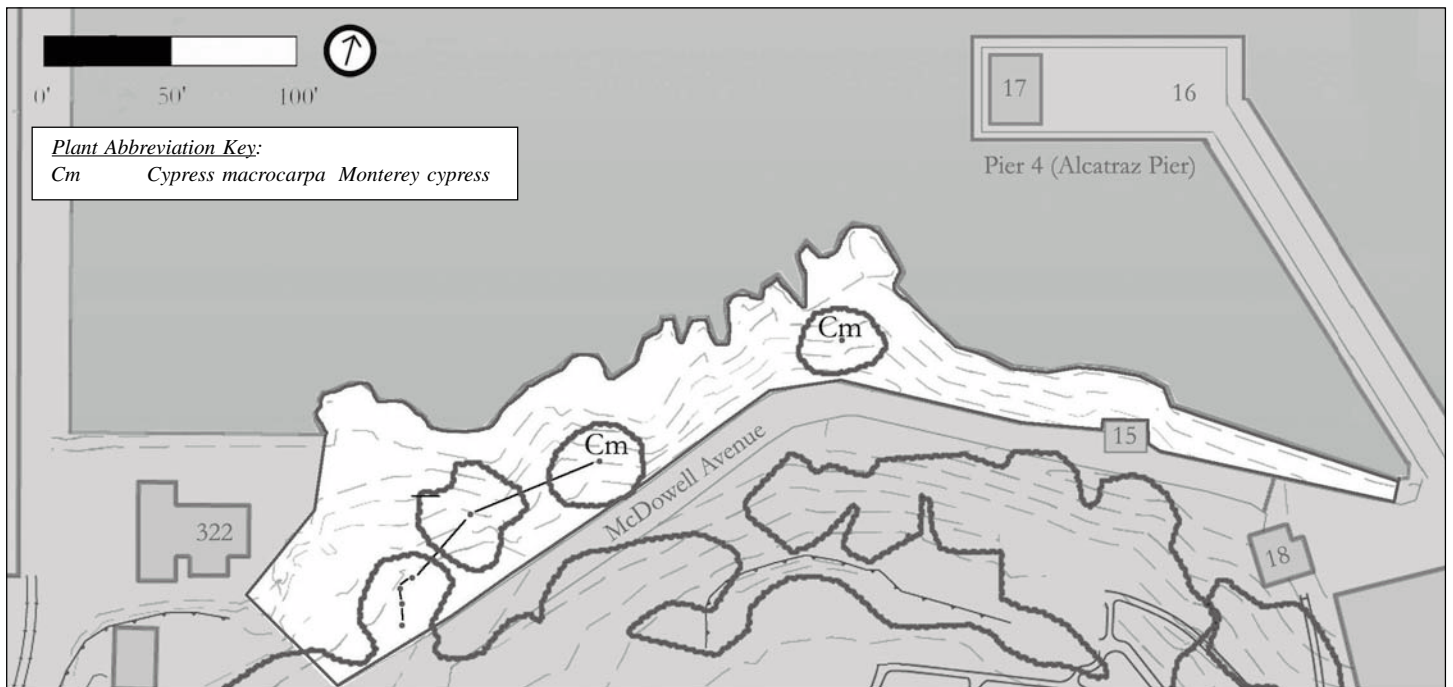 0' 50' 100'
Plant Abbreviation Key:
Cm Cypress macrocarpa Monterey cypress
17
16
Pier 4 (Alcatraz Pier)
Cm
Cm
15
McDowell Avenue
322
18